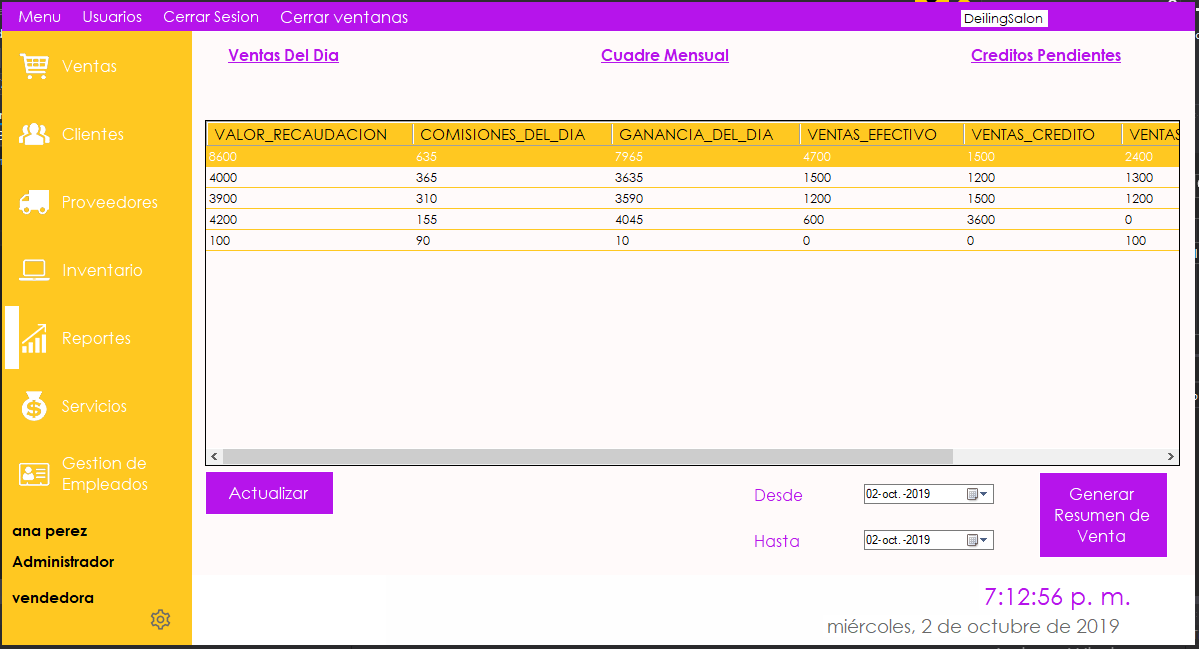 Menu Usuarios Cerrar Sesion Cerrar ventanas DeilingSalon
Ventas
Clientes
Proveedores
Inventario
Reportes
Servicios
Gestion de
Empleados
ana perez
Administrador
vendedora
Ventas Del Dia Cuadre Mensual Creditos Pendientes
VALOR_RECAUDACION COMISIONES_DEL_DIA GANANCIA_DEL_DIA VENTAS_EFECTIVO VENTAS_CREDITO VENTAS
8600 635 7965 4700 1500 2400
4000 365 3635 1500 1200 1300
3900 310 3590 1200 1500 1200
4200 155 4045 600 3600 0
100 90 10 0 0 100
Actualizar
Desde 02-oct. -2019
Hasta 02-oct. -2019
Generar
Resumen de
Venta
7:12:56 p. m.
miércoles, 2 de octubre de 2019